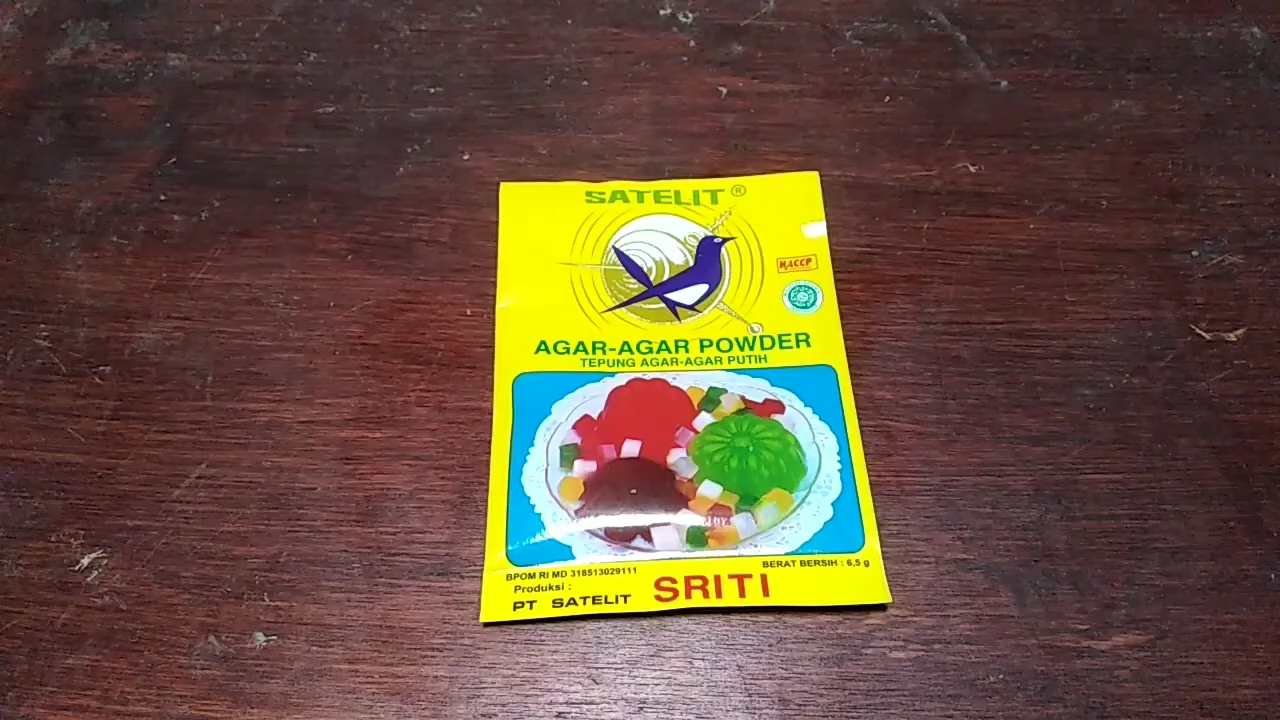 SATELIT ®
HACCP
AGAR-AGAR POWDER
TEPUNG AGAR-AGAR PUTIH
BPOM RI MD 318513029111
BERAT BERSIH : 6,5 g
Produksi :
PT SATELIT
SRITI